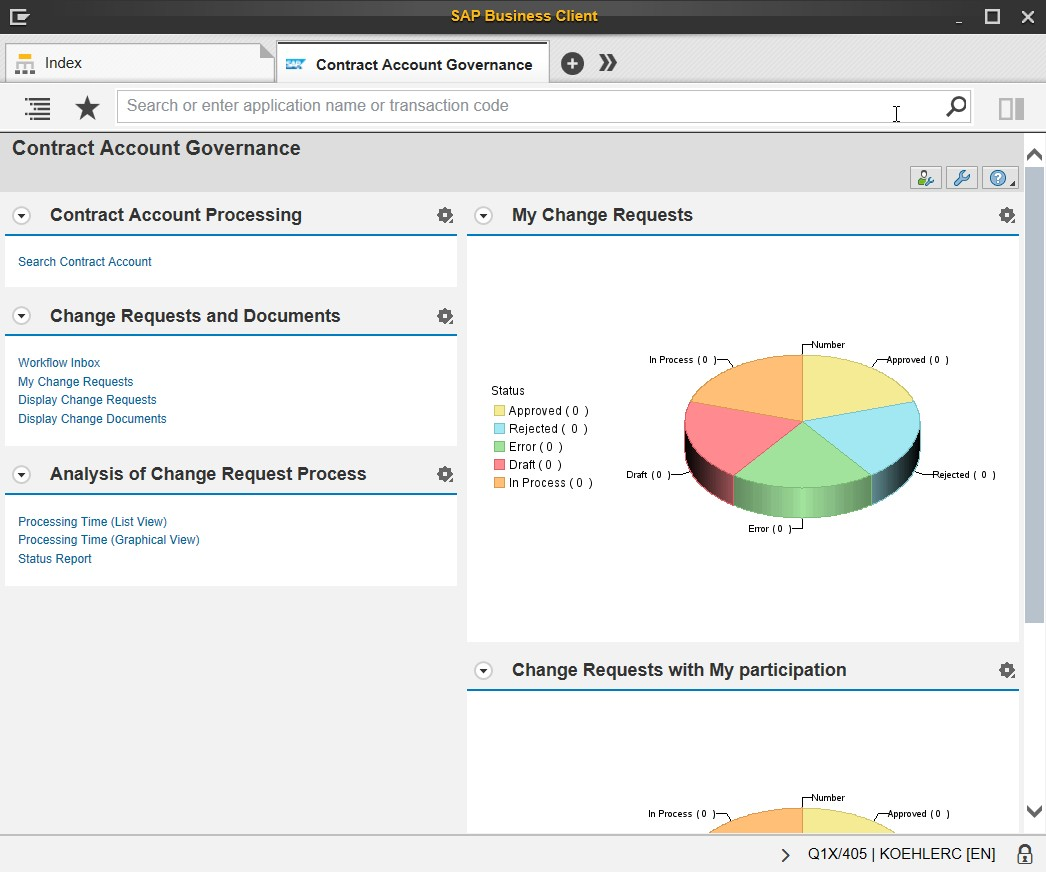 SAP Business Client
Index
SAP Contract Account Governance
Search or enter application name or transaction code
Contract Account Governance
Contract Account Processing
Search Contract Account
Change Requests and Documents
Workflow Inbox
My Change Requests
Display Change Requests
Display Change Documents
Analysis of Change Request Process
Processing Time (List View)
Processing Time (Graphical View)
Status Report
My Change Requests
Status
Approved ( 0 )
Rejected ( 0 )
Error ( 0 )
Draft ( 0 )
In Process ( 0 )
Number
In Process ( 0 )
Approved ( 0 )
Draft ( 0 )
Rejected ( 0 )
Error ( 0 )
Change Requests with My participation
Number
In Process ( 0 )
Approved ( 0 )
Q1X/405 | KOEHLERC [EN]